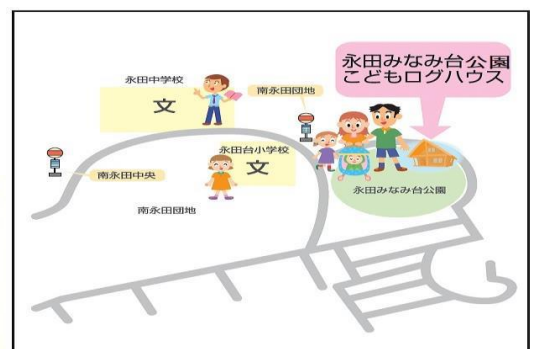 永田みなみ台公園
こどもログハウス
永田中学校
文
南永田団地
永田台小学校
文
南永田中央
永田みなみ台公園
南永田団地